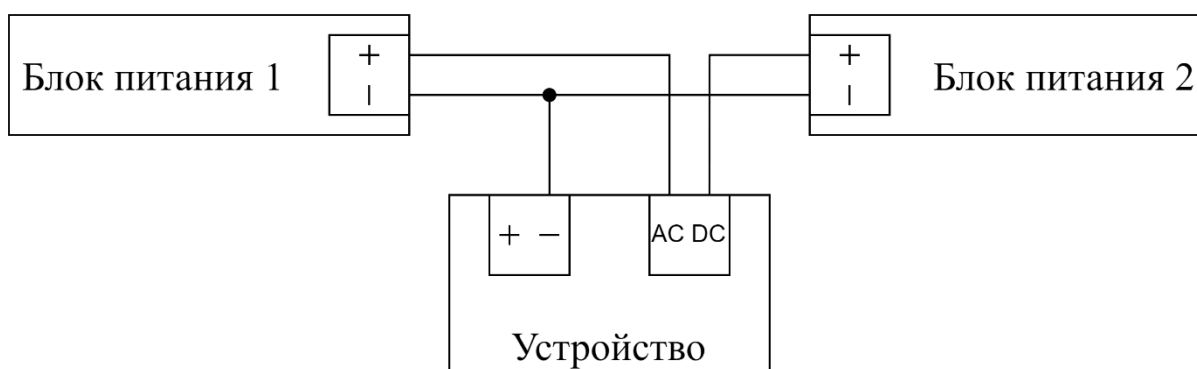 Блок питания 1
+
−
+
−
Блок питания 2
+ −
AC DC
Устройство